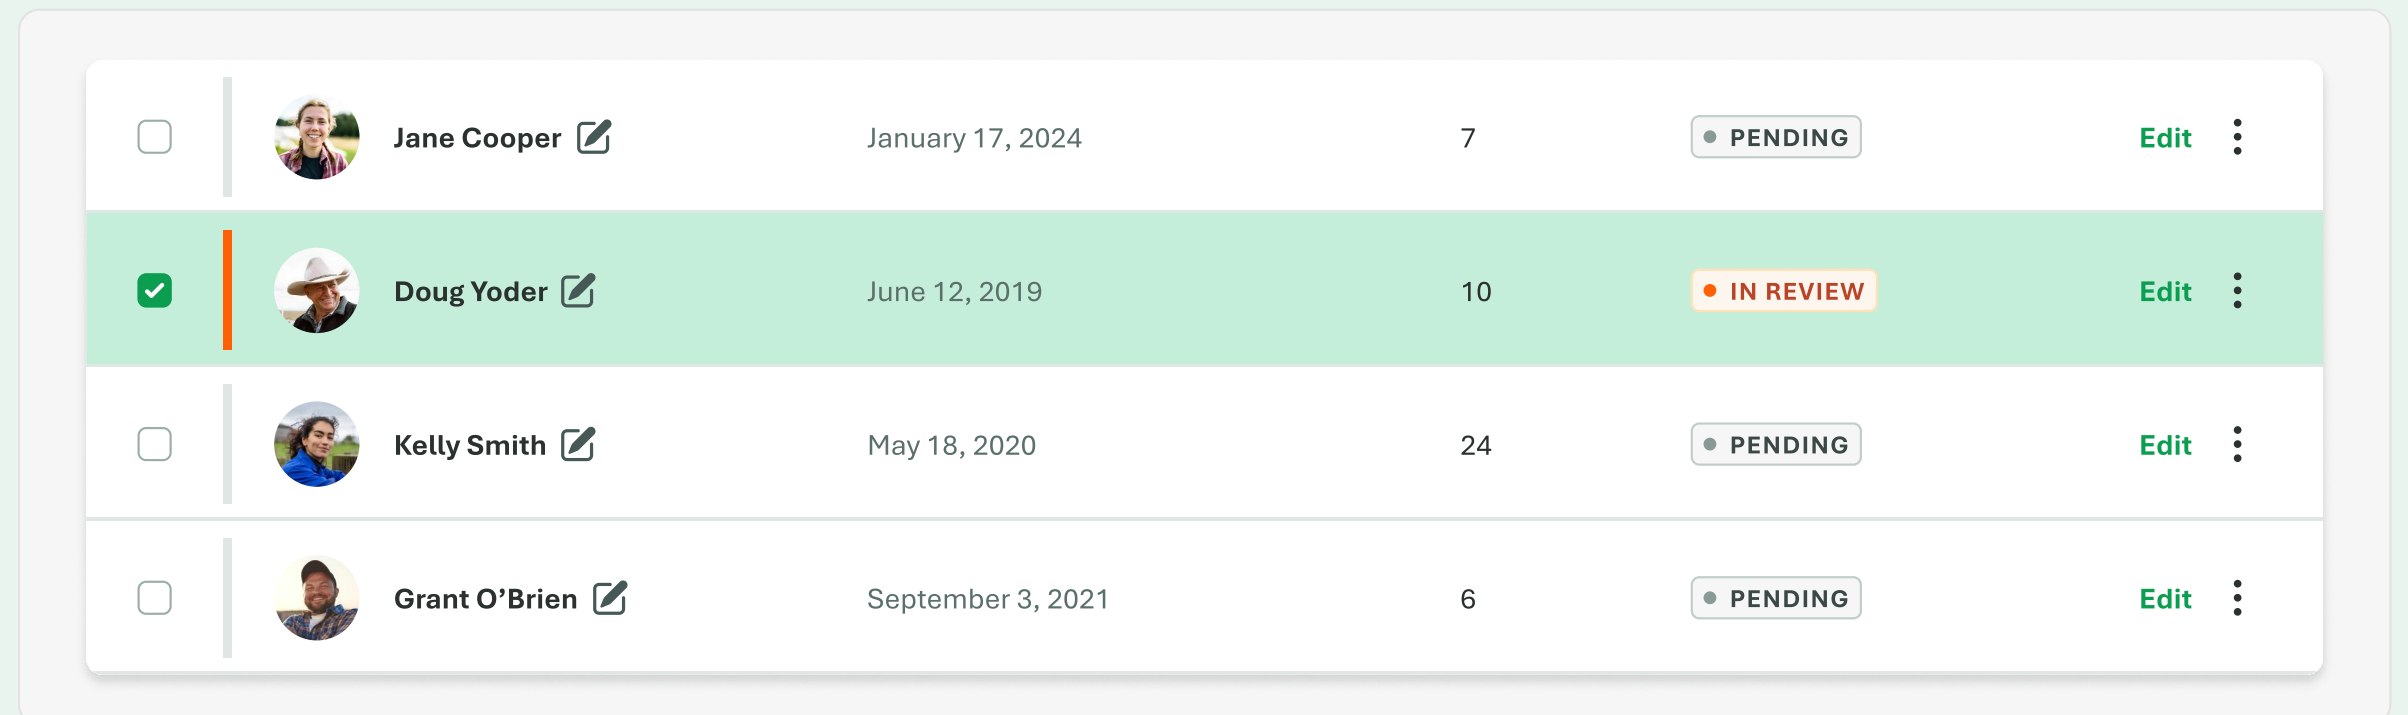 Jane Cooper January 17, 2024 7 PENDING Edit
Doug Yoder June 12, 2019 10 IN REVIEW Edit
Kelly Smith May 18, 2020 24 PENDING Edit
Grant O’Brien September 3, 2021 6 PENDING Edit